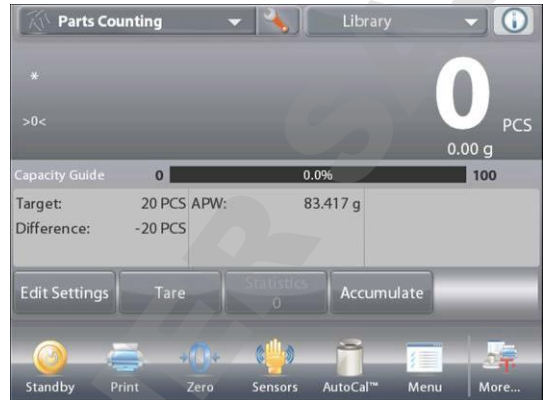 Parts Counting
Library
*
0
PCS
>0<
0.00 g
Capacity Guide 0 0.0% 100
Target: 20 PCS APW: 83.417 g
Difference: -20 PCS
Edit Settings Tare Statistics 0 Accumulate
Standby Print Zero Sensors AutoCal™ Menu More...